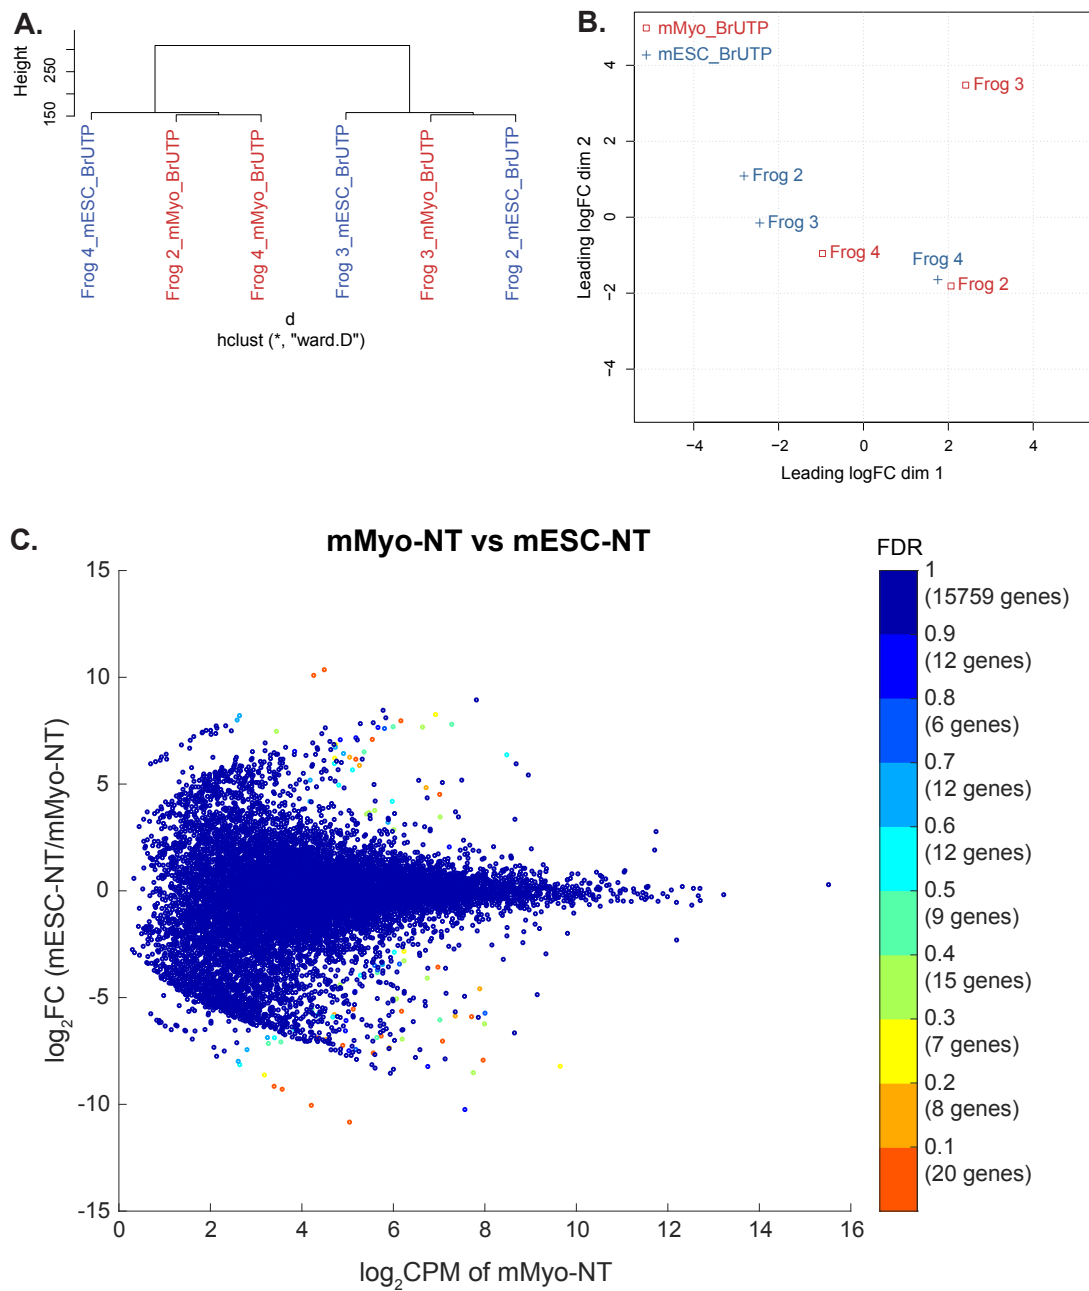 A.
Height
150
250
Frog 4_mESC_BrUTP
Frog 2_mMyo_BrUTP
Frog 4_mMyo_BrUTP
Frog 3_mESC_BrUTP
Frog 3_mMyo_BrUTP
Frog 2_mESC_BrUTP
d
hclust (*, "ward.D")
B.
mMyo_BrUTP
mESC_BrUTP
Leading logFC dim 2
4
2
0
−2
−4
Frog 3
Frog 2
Frog 3
Frog 4
Frog 4
Frog 2
−4
−2
0
2
4
Leading logFC dim 1
C.
mMyo-NT vs mESC-NT
log₂FC (mESC-NT/mMyo-NT)
15
10
5
0
-5
-10
-15
0
2
4
6
8
10
12
14
16
log₂CPM of mMyo-NT
FDR
1
(15759 genes)
0.9
(12 genes)
0.8
(6 genes)
0.7
(12 genes)
0.6
(12 genes)
0.5
(9 genes)
0.4
(15 genes)
0.3
(7 genes)
0.2
(8 genes)
0.1
(20 genes)